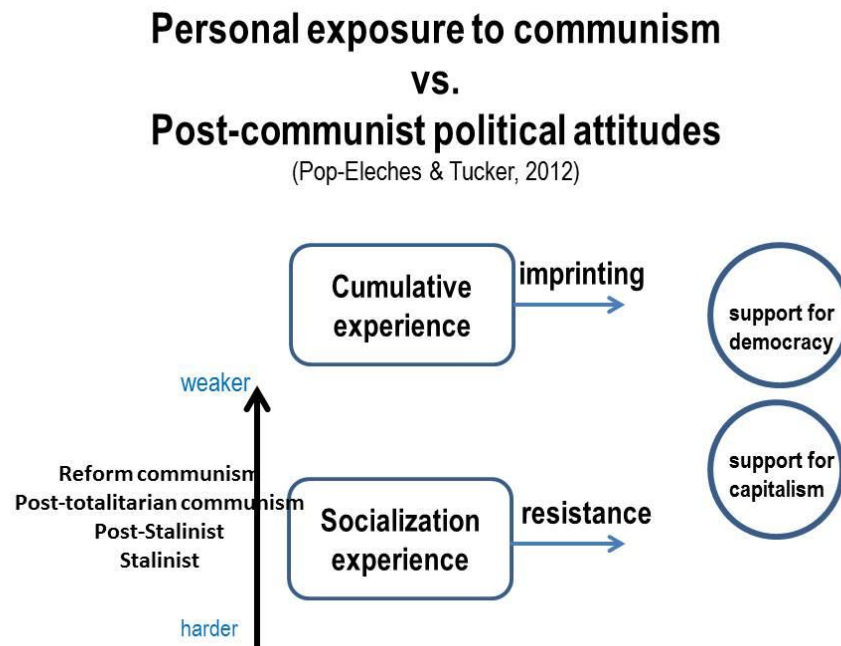 Personal exposure to communism
vs.
Post-communist political attitudes
(Pop-Eleches & Tucker, 2012)
Cumulative
experience
imprinting
support for
democracy
weaker
Reform communism
Post-totalitarian communism
Post-Stalinist
Stalinist
harder
Socialization
experience
resistance
support for
capitalism